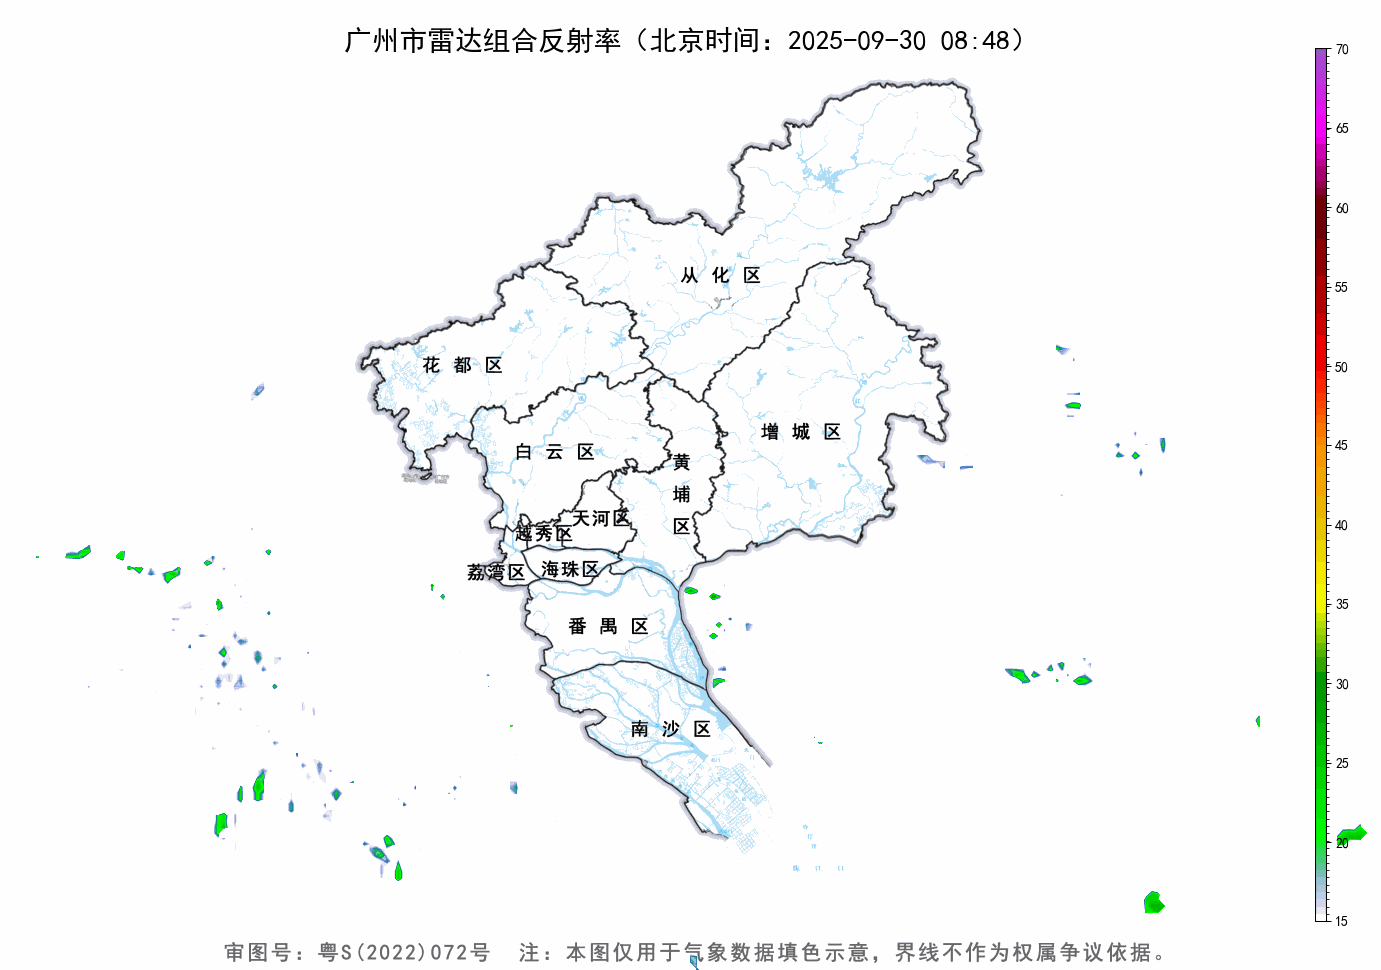 广州市雷达组合反射率（北京时间：2025-09-30 08:48）
70
65
60
55
50
45
40
35
30
25
20
15
从化区
花都区
增城区
白云区
黄埔区
天河区
越秀区
荔湾区
海珠区
番禺区
南沙区
审图号：粤S(2022)072号 注：本图仅用于气象数据填色示意，界线不作为权属争议依据。